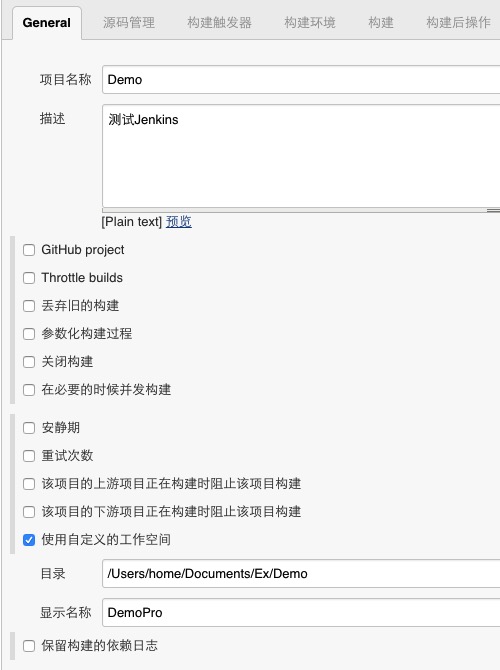 General 源码管理 构建触发器 构建环境 构建 构建后操作
项目名称 Demo
描述 测试Jenkins
[Plain text] 预览
GitHub project
Throttle builds
丢弃旧的构建
参数化构建过程
关闭构建
在必要的时候并发构建
安静期
重试次数
该项目的上游项目正在构建时阻止该项目构建
该项目的下游项目正在构建时阻止该项目构建
使用自定义的工作空间
目录 /Users/home/Documents/Ex/Demo
显示名称 DemoPro
保留构建的依赖日志